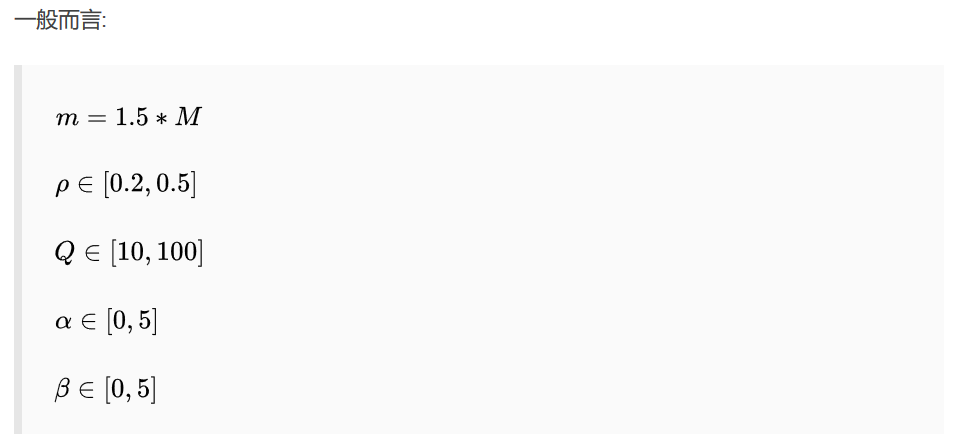 一般而言:
m = 1.5 * M
ρ ∈ [0.2, 0.5]
Q ∈ [10, 100]
α ∈ [0, 5]
β ∈ [0, 5]